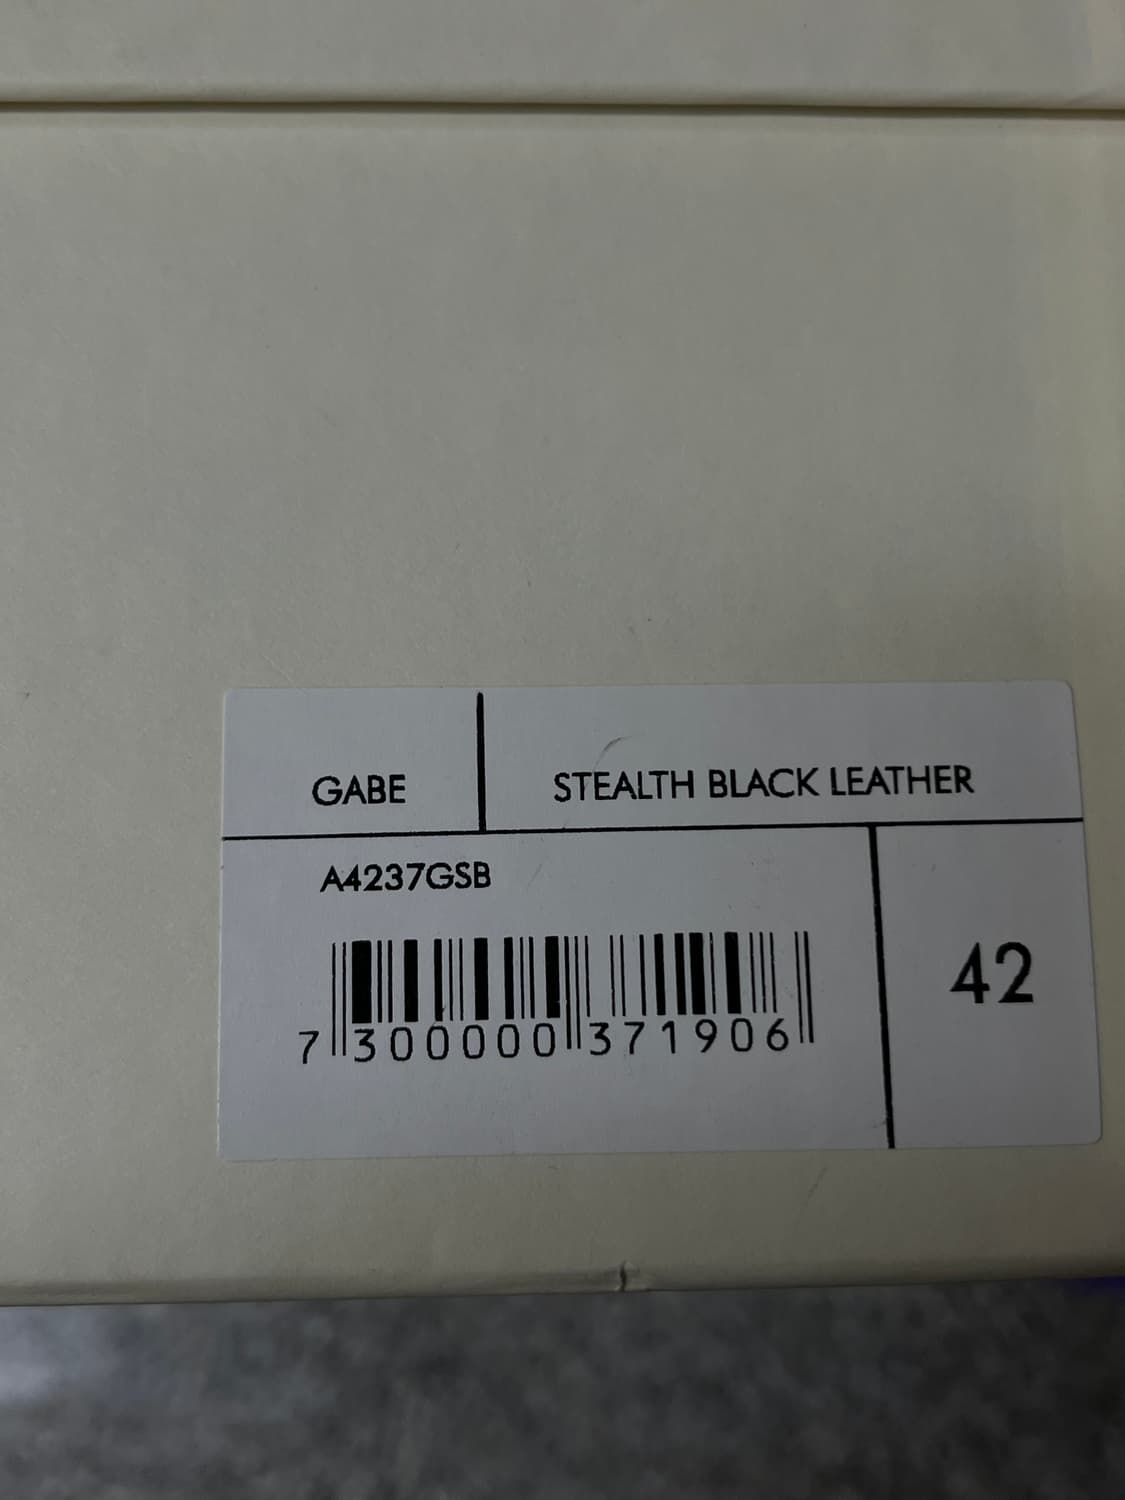 GABE
STEALTH BLACK LEATHER
A4237GSB
42
7 300000 371906